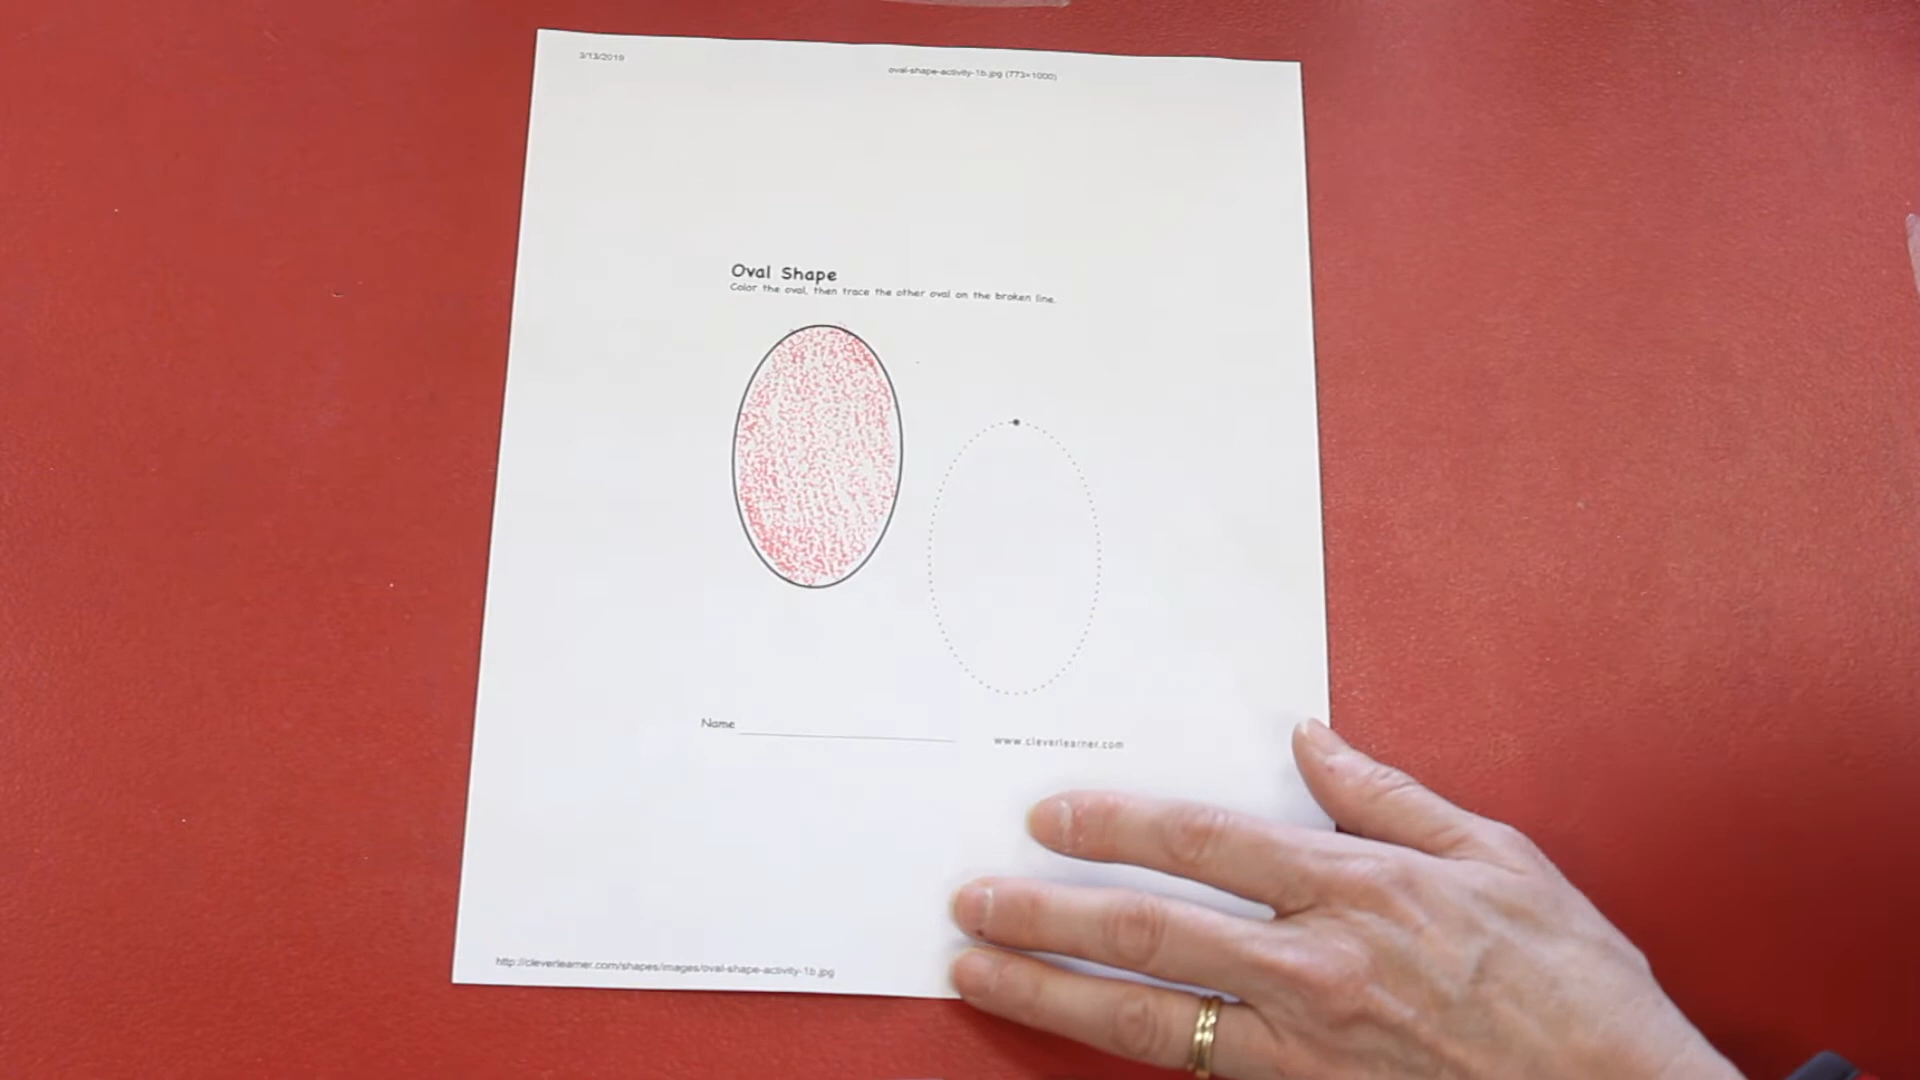 3/13/2019
oval-shape-activity-1b.jpg (773×1000)
Oval Shape
Color the oval, then trace the other oval on the broken line.
Name
www.cleverlearner.com
http://cleverlearner.com/shapes/images/oval-shape-activity-1b.jpg